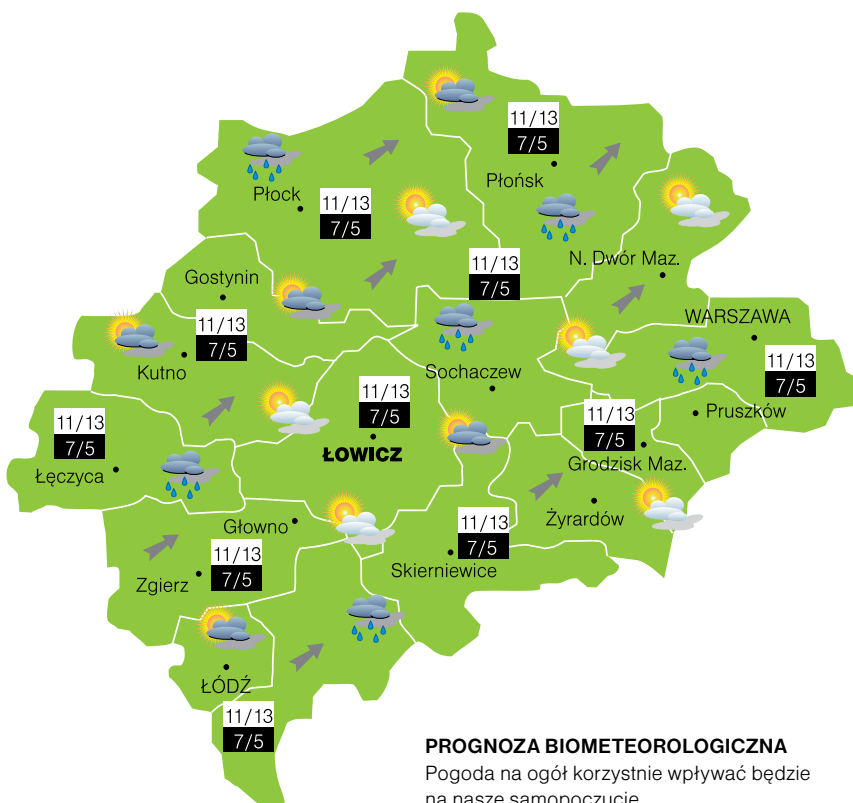 11/13
7/5
Płońsk
Płock
11/13
7/5
11/13
7/5
N. Dwór Maz.
Gostynin
11/13
7/5
Kutno
WARSZAWA
11/13
7/5
Sochaczew
11/13
7/5
ŁOWICZ
11/13
7/5
Pruszków
Grodzisk Maz.
11/13
7/5
Łęczyca
Żyrardów
Głowno
11/13
7/5
Skierniewice
11/13
7/5
Zgierz
ŁÓDŹ
11/13
7/5
PROGNOZA BIOMETEOROLOGICZNA
Pogoda na ogół korzystnie wpływać będzie
na nasze samopoczucie